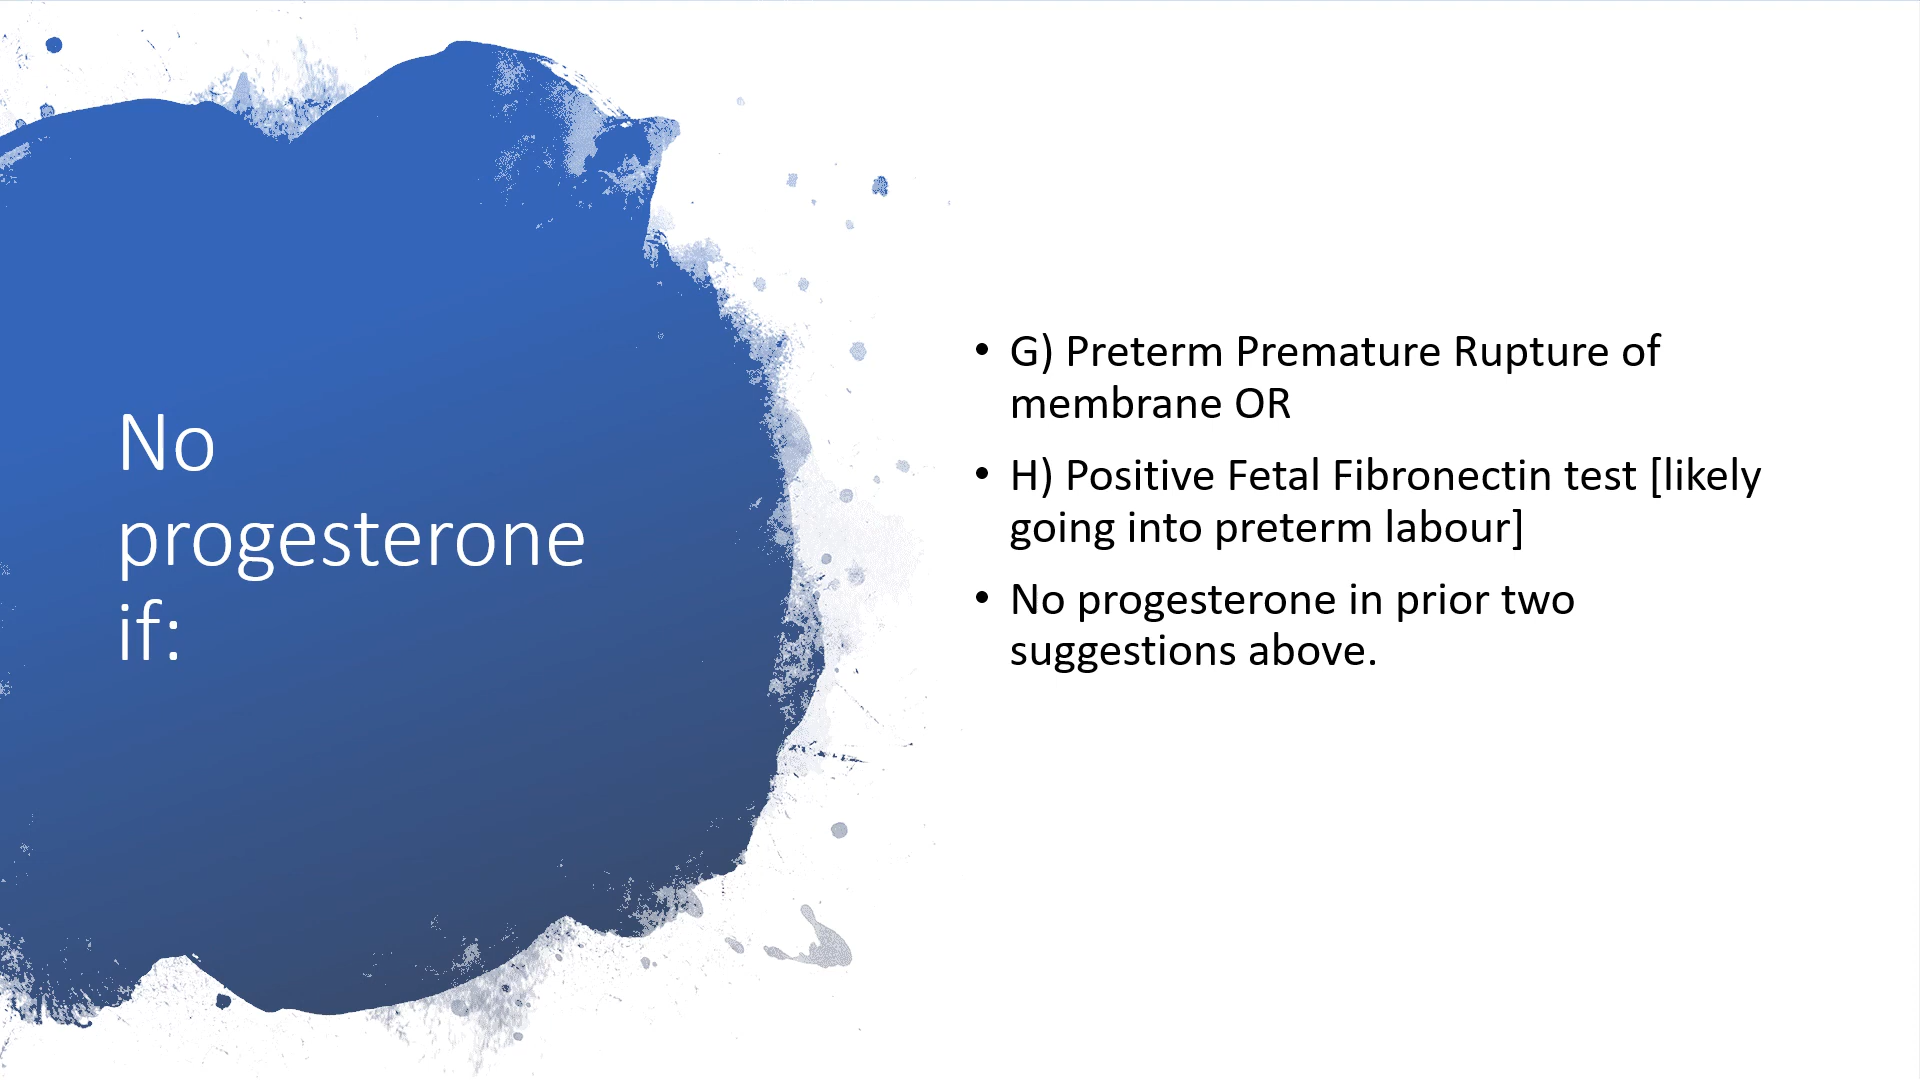 No
progesterone
if:
• G) Preterm Premature Rupture of
membrane OR
• H) Positive Fetal Fibronectin test [likely
going into preterm labour]
• No progesterone in prior two
suggestions above.